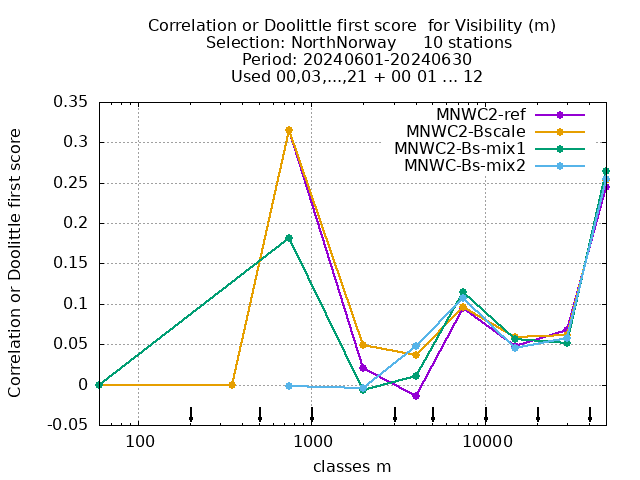 Correlation or Doolittle first score  for Visibility (m)
Selection: NorthNorway     10 stations
Period: 20240601-20240630
Used 00,03,...,21 + 00 01 ... 12
MNWC2-ref
MNWC2-Bscale
MNWC2-Bs-mix1
MNWC-Bs-mix2
Correlation or Doolittle first score
0.35
0.3
0.25
0.2
0.15
0.1
0.05
0
-0.05
100 1000 10000
classes m